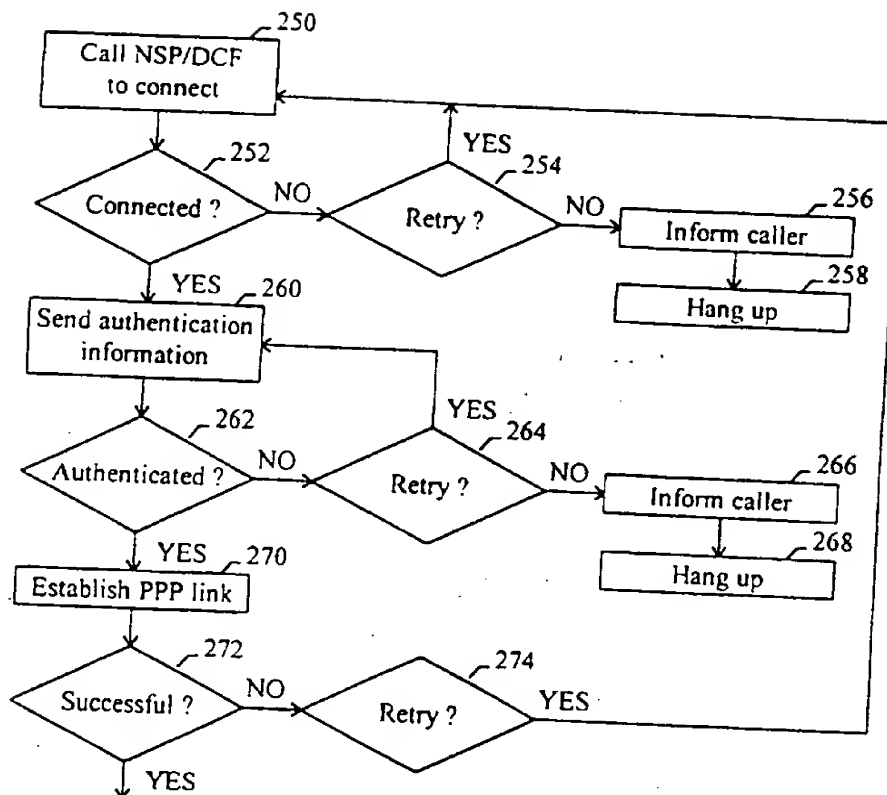 250
Call NSP/DCF
to connect
252
Connected ?
NO
YES
254
Retry ?
NO
256
Inform caller
258
Hang up
YES
260
Send authentication
information
262
Authenticated ?
NO
YES
264
Retry ?
NO
266
Inform caller
268
Hang up
YES
270
Establish PPP link
272
Successful ?
NO
274
Retry ?
YES
YES